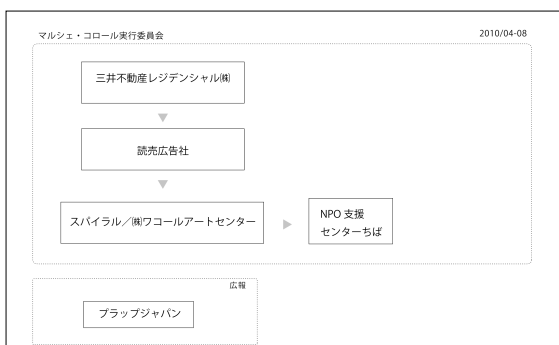 マルシェ・コロール実行委員会
2010/04-08
三井不動産レジデンシャル㈱
読売広告社
スパイラル/㈱ワコールアートセンター
NPO 支援
センターちば
広報
プラップジャパン